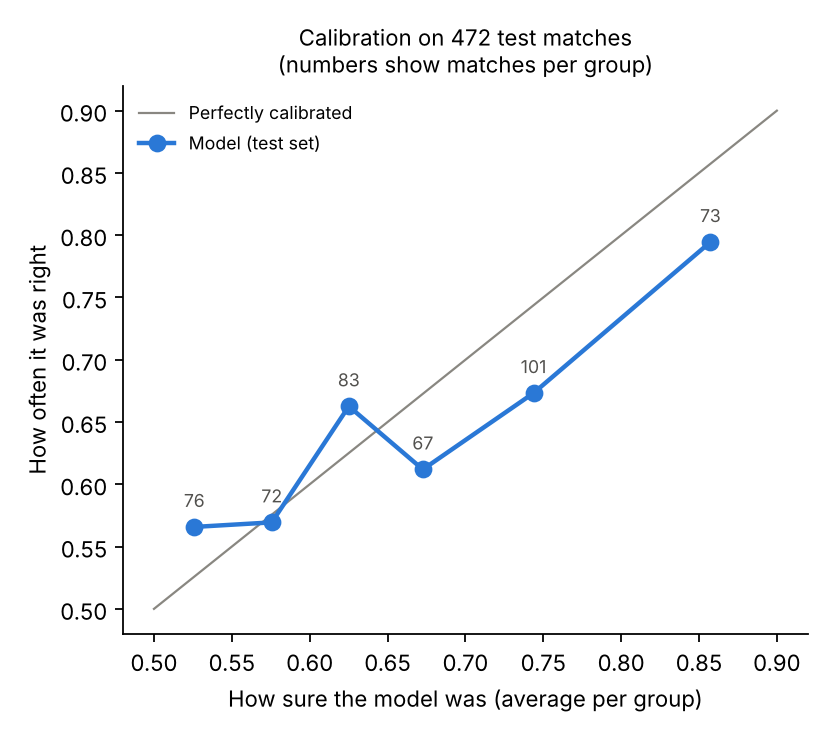 Calibration on 472 test matches
(numbers show matches per group)
Perfectly calibrated
Model (test set)
0.90
0.85
0.80
0.75
0.70
0.65
0.60
0.55
0.50
How often it was right
76
72
83
67
101
73
0.50 0.55 0.60 0.65 0.70 0.75 0.80 0.85 0.90
How sure the model was (average per group)